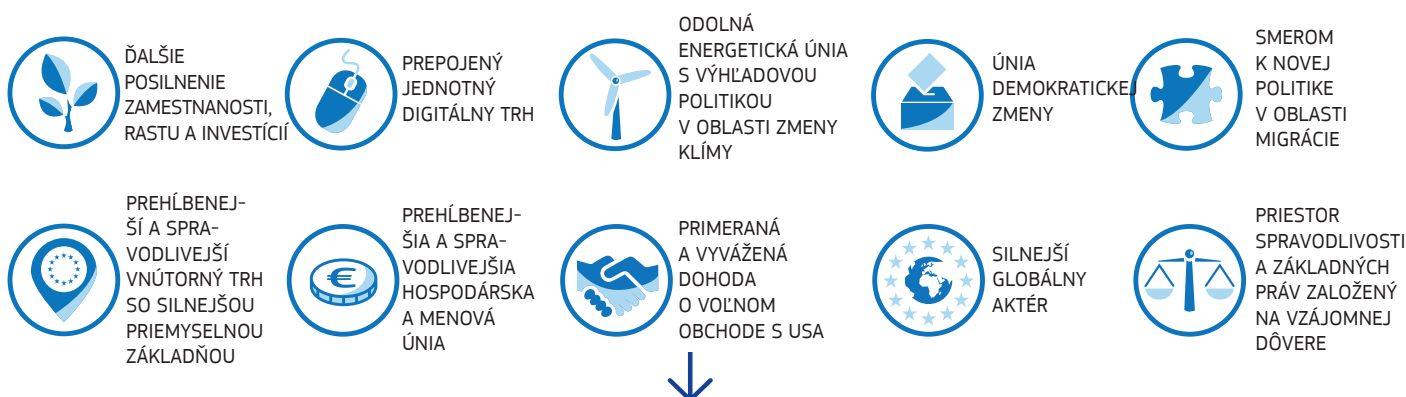 ĎALŠIE
POSILNENIE
ZAMESTNANOSTI,
RASTU A INVESTÍCIÍ
PREPOJENÝ
JEDNOTNÝ
DIGITÁLNY TRH
ODOLNÁ
ENERGETICKÁ ÚNIA
S VÝHĽADOVOU
POLITIKOU
V OBLASTI ZMENY
KLÍMY
ÚNIA
DEMOKRATICKEJ
ZMENY
SMEROM
K NOVEJ
POLITIKE
V OBLASTI
MIGRÁCIE
PREHĹBENEJ-
ŠÍ A SPRA-
VODLIVEJŠÍ
VNÚTORNÝ TRH
SO SILNEJŠOU
PRIEMYSELNOU
ZÁKLADŇOU
€
PREHĹBENEJ-
ŠIA A SPRA-
VODLIVEJŠIA
HOSPODÁRSKA
A MENOVÁ
ÚNIA
PRIMERANÁ
A VYVÁŽENÁ
DOHODA
O VOĽNOM
OBCHODE S USA
SILNEJŠÍ
GLOBÁLNY
AKTÉR
PRIESTOR
SPRAVODLIVOSTI
A ZÁKLADNÝCH
PRÁV ZALOŽENÝ
NA VZÁJOMNEJ
DÔVERE